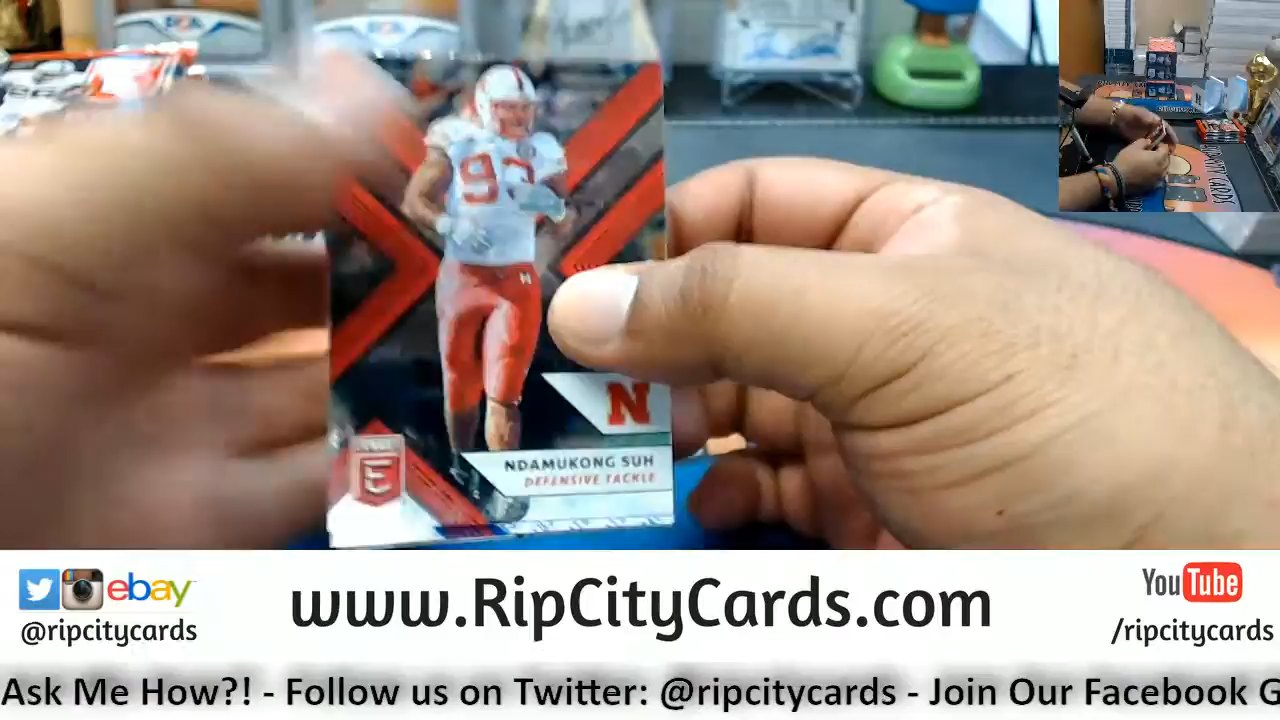 93
N
NDAMUKONG SUH
DEFENSIVE TACKLE
E
ebay
@ripcitycards
www.RipCityCards.com
YouTube
/ripcitycards
Ask Me How?! - Follow us on Twitter: @ripcitycards - Join Our Facebook G